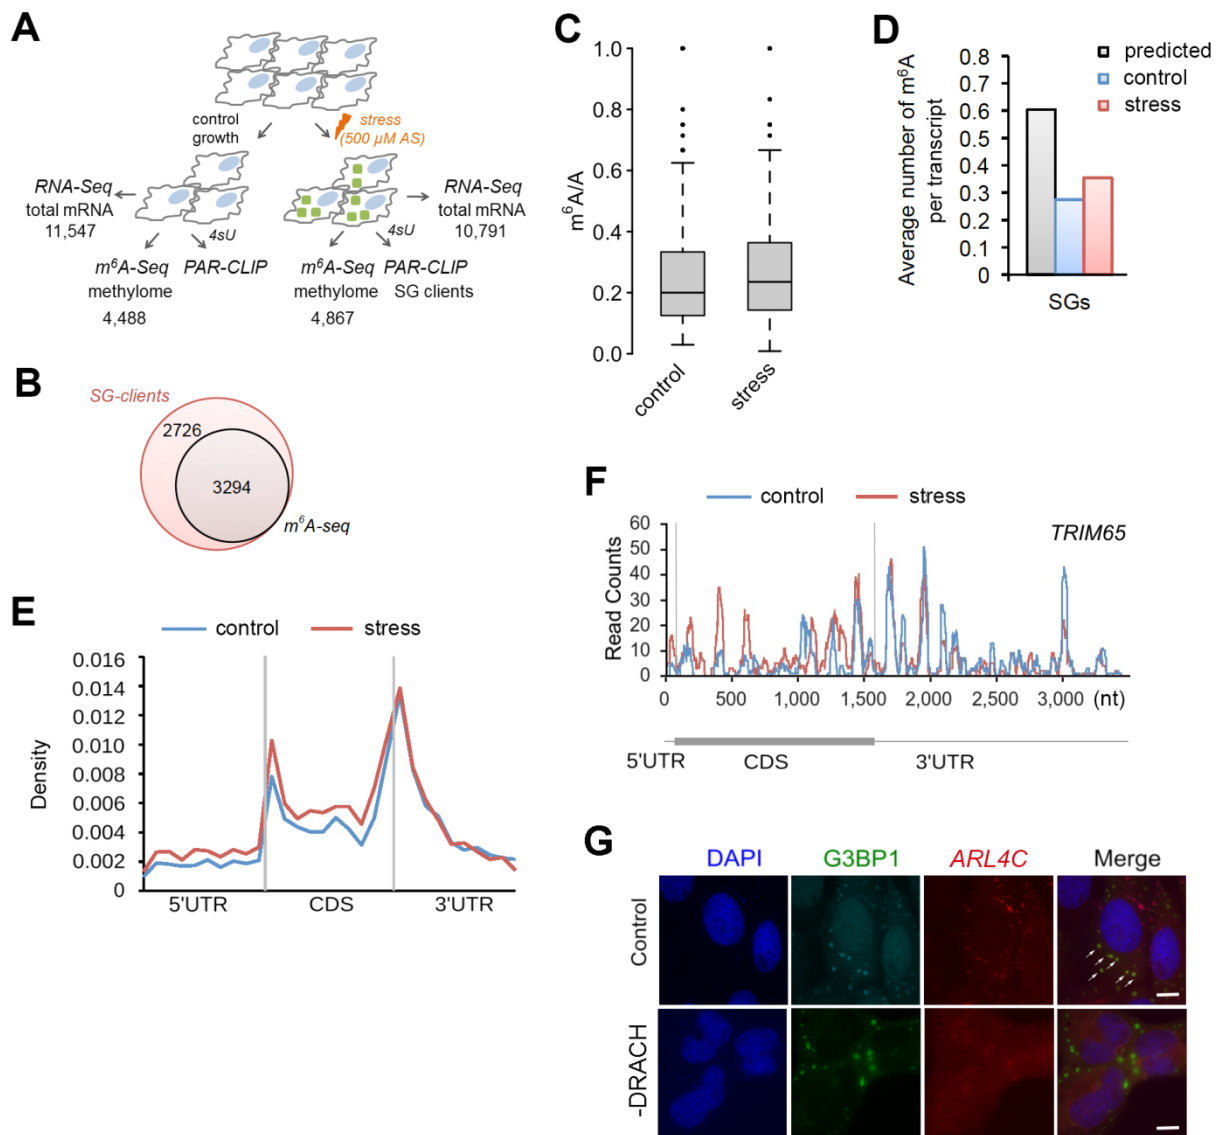 A
control
growth
stress
(500 µM AS)
RNA-Seq
total mRNA
11,547
4sU
m⁶A-Seq
methylome
4,488
PAR-CLIP
RNA-Seq
total mRNA
10,791
4sU
m⁶A-Seq
methylome
4,867
PAR-CLIP
SG clients
B
SG-clients
2726
3294
m⁶A-seq
C
m⁶A/A
1.0
0.8
0.6
0.4
0.2
0.0
control
stress
D
predicted
control
stress
Average number of m⁶A
per transcript
0.8
0.7
0.6
0.5
0.4
0.3
0.2
0.1
0
SGs
E
control
stress
Density
0.016
0.014
0.012
0.010
0.008
0.006
0.004
0.002
0
5'UTR CDS 3'UTR
F
control
stress
TRIM65
Read Counts
60
50
40
30
20
10
0
0 500 1,000 1,500 2,000 2,500 3,000 (nt)
5'UTR CDS 3'UTR
G
DAPI G3BP1 ARL4C Merge
Control
-DRACH